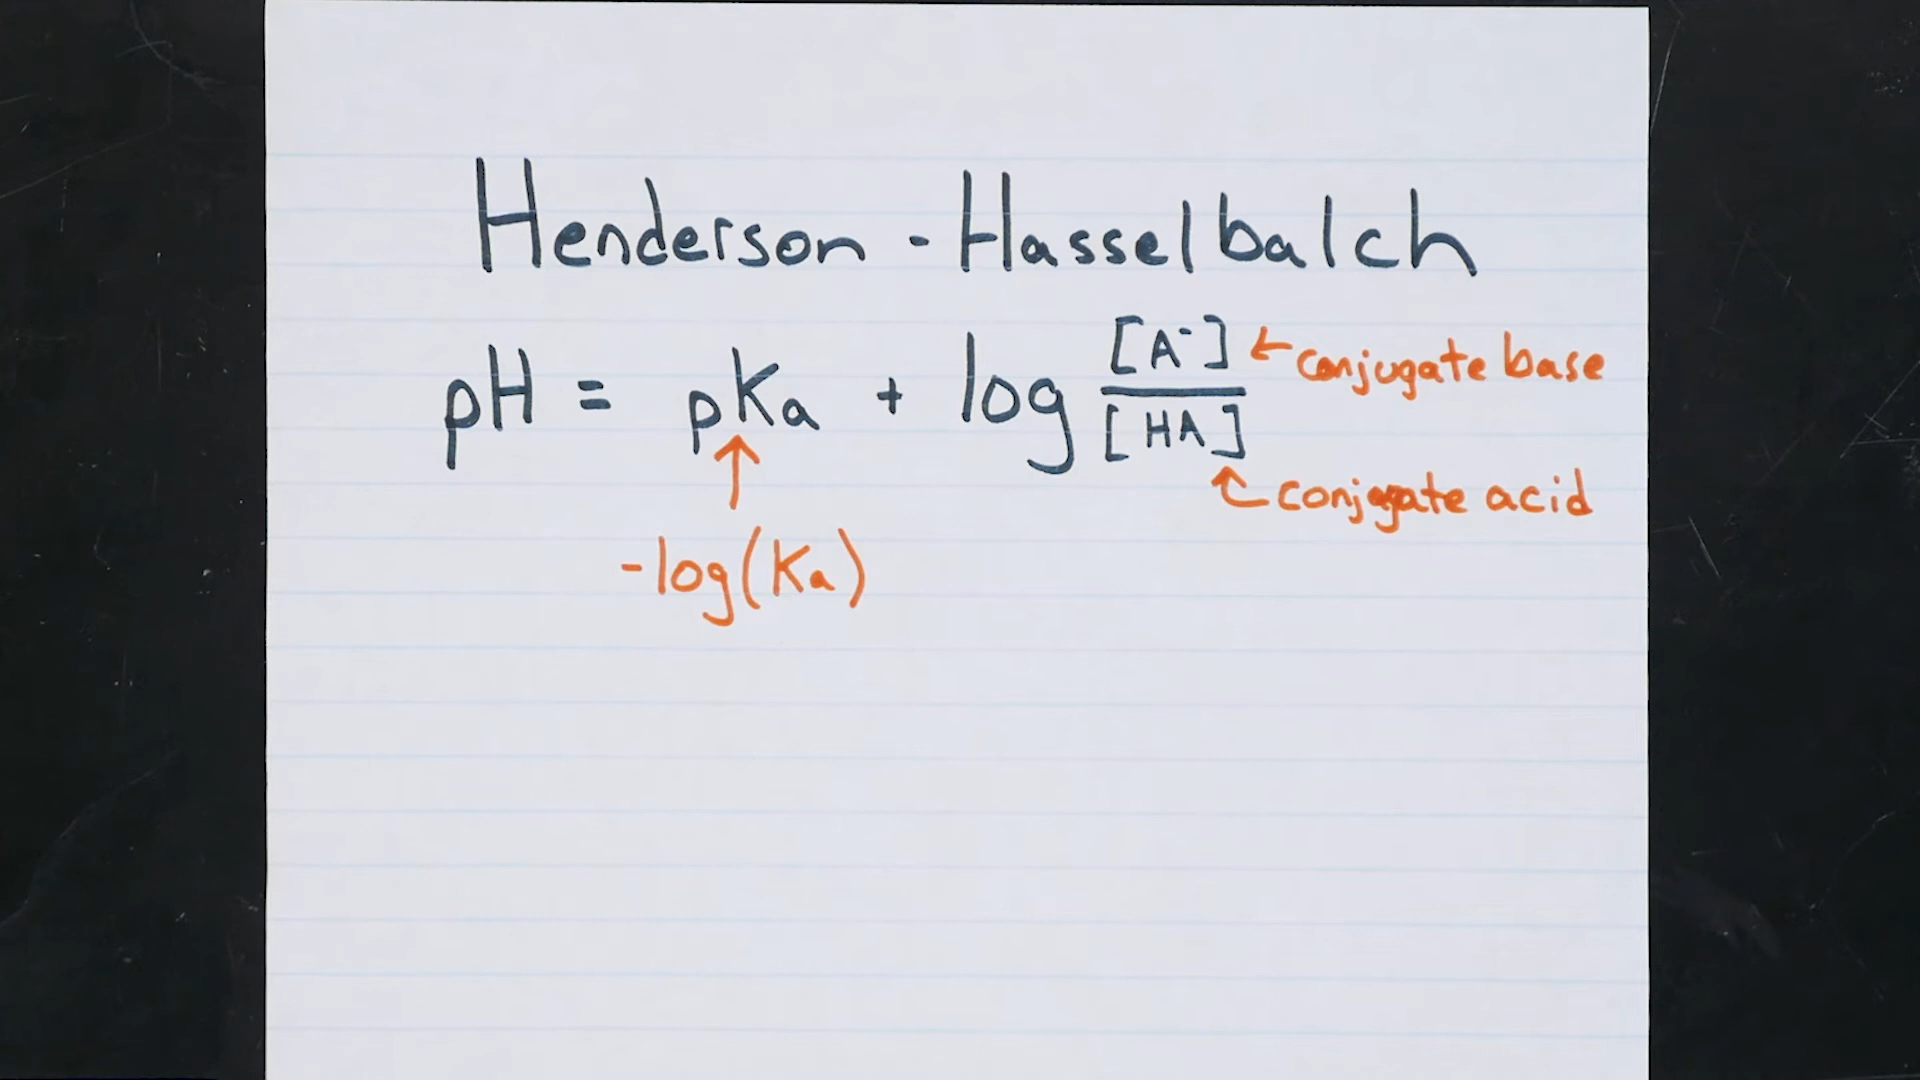 Henderson - Hasselbalch
pH = pKa + log [A⁻] / [HA]
← conjugate base
↑ conjugate acid
↑
-log(Ka)